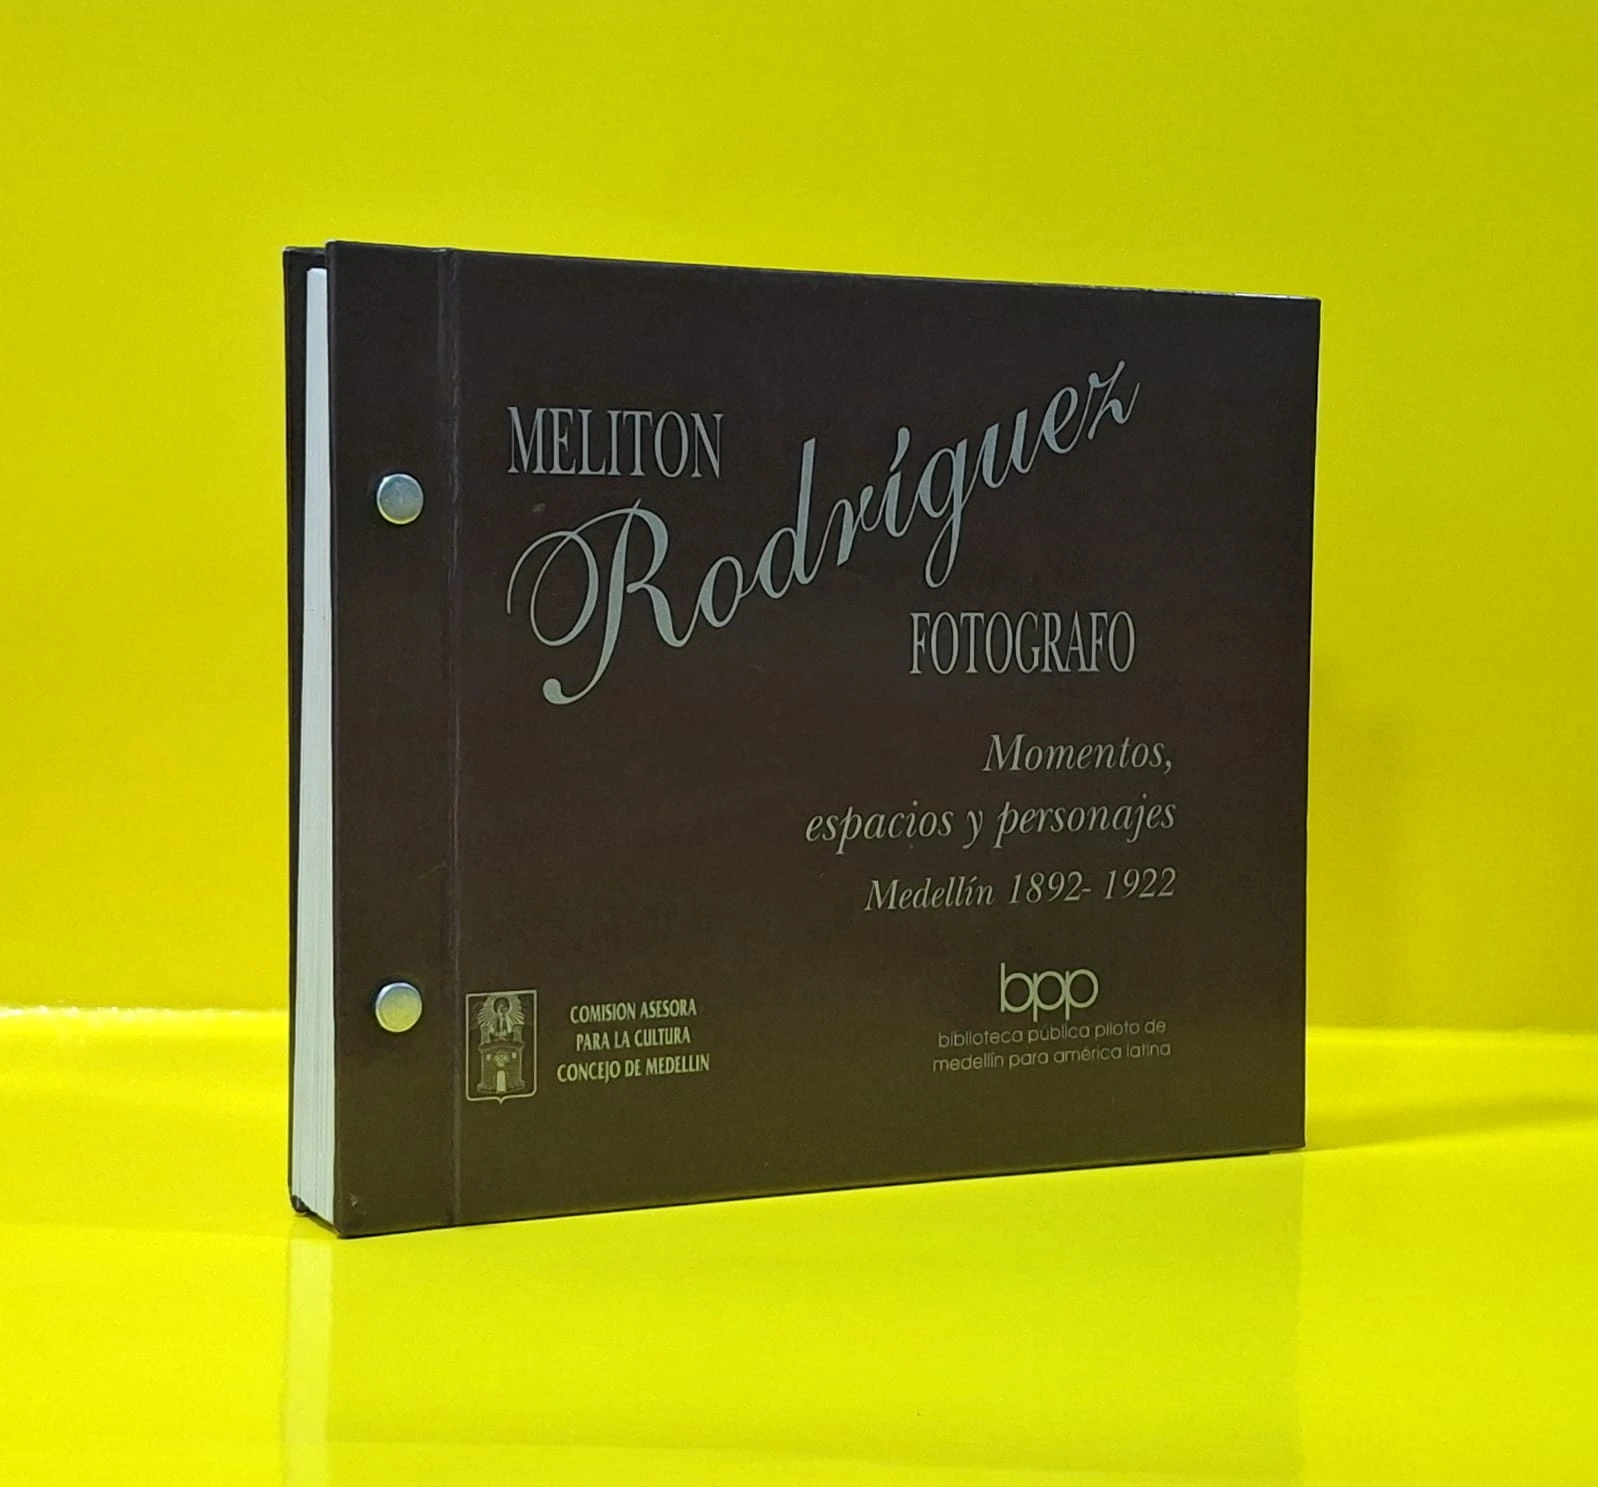 MELITON
Rodríguez
FOTOGRAFO
Momentos,
espacios y personajes
Medellín 1892- 1922
COMISION ASESORA
PARA LA CULTURA
CONCEJO DE MEDELLIN
bpp
biblioteca pública piloto de
medellín para américa latina